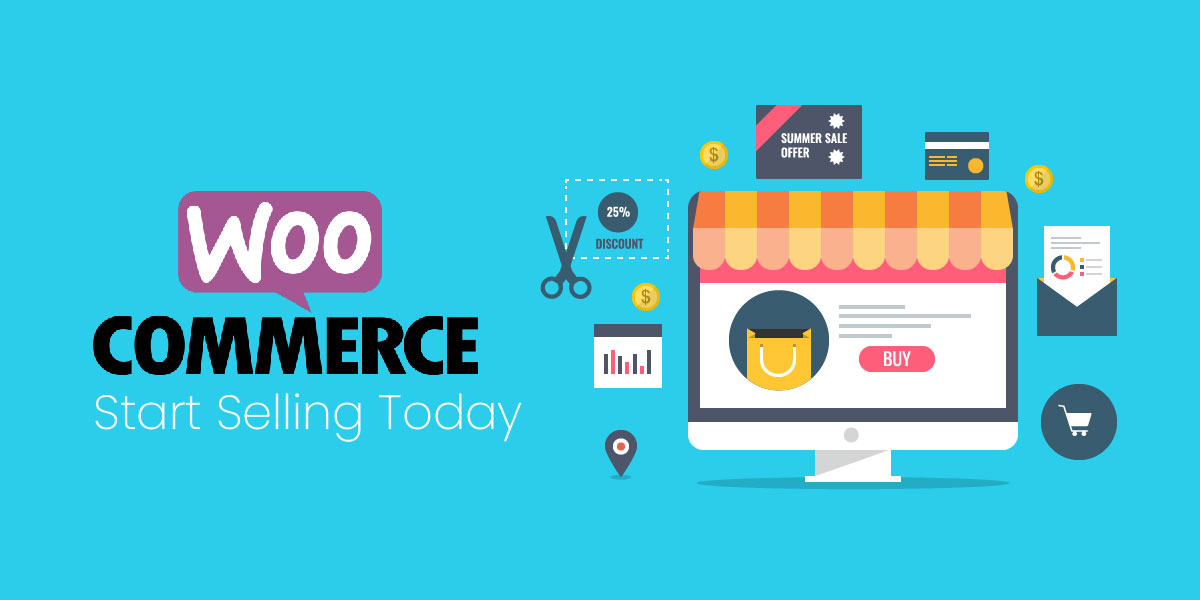 WOO
COMMERCE
Start Selling Today
25%
DISCOUNT
$
$
SUMMER SALE
OFFER
$
BUY